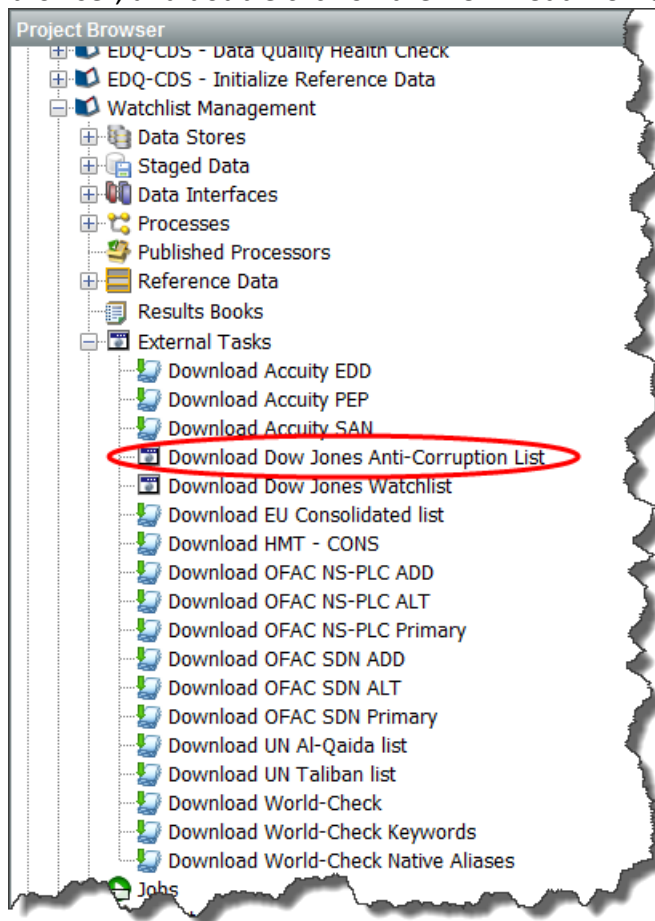 Project Browser
EDQ-CDS - Data Quality Health Check
EDQ-CDS - Initialize Reference Data
Watchlist Management
Data Stores
Staged Data
Data Interfaces
Processes
Published Processors
Reference Data
Results Books
External Tasks
Download Accuity EDD
Download Accuity PEP
Download Accuity SAN
Download Dow Jones Anti-Corruption List
Download Dow Jones Watchlist
Download EU Consolidated list
Download HMT - CONS
Download OFAC NS-PLC ADD
Download OFAC NS-PLC ALT
Download OFAC NS-PLC Primary
Download OFAC SDN ADD
Download OFAC SDN ALT
Download OFAC SDN Primary
Download UN Al-Qaida list
Download UN Taliban list
Download World-Check
Download World-Check Keywords
Download World-Check Native Aliases
Jobs